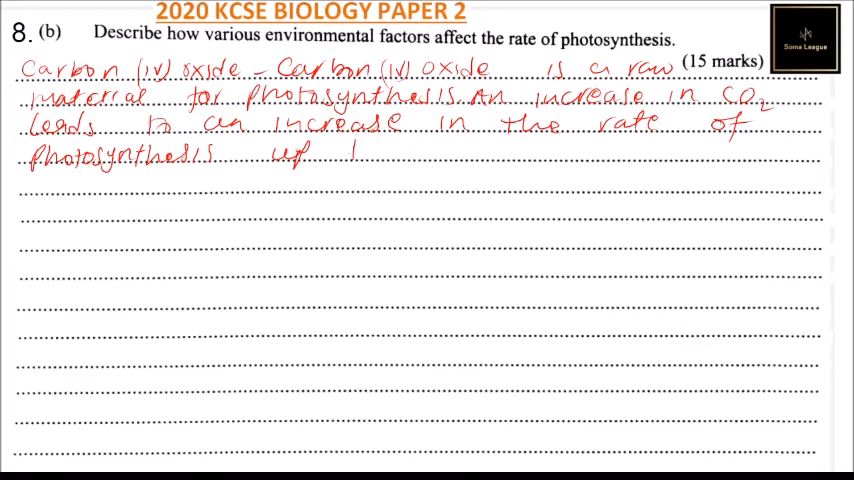 2020 KCSE BIOLOGY PAPER 2
8. (b) Describe how various environmental factors affect the rate of photosynthesis.
(15 marks)
Soma League
Carbon (iv) oxide - Carbon (iv) oxide is a raw
material for photosynthesis. An increase in CO₂
leads to an increase in the rate of
photosynthesis up